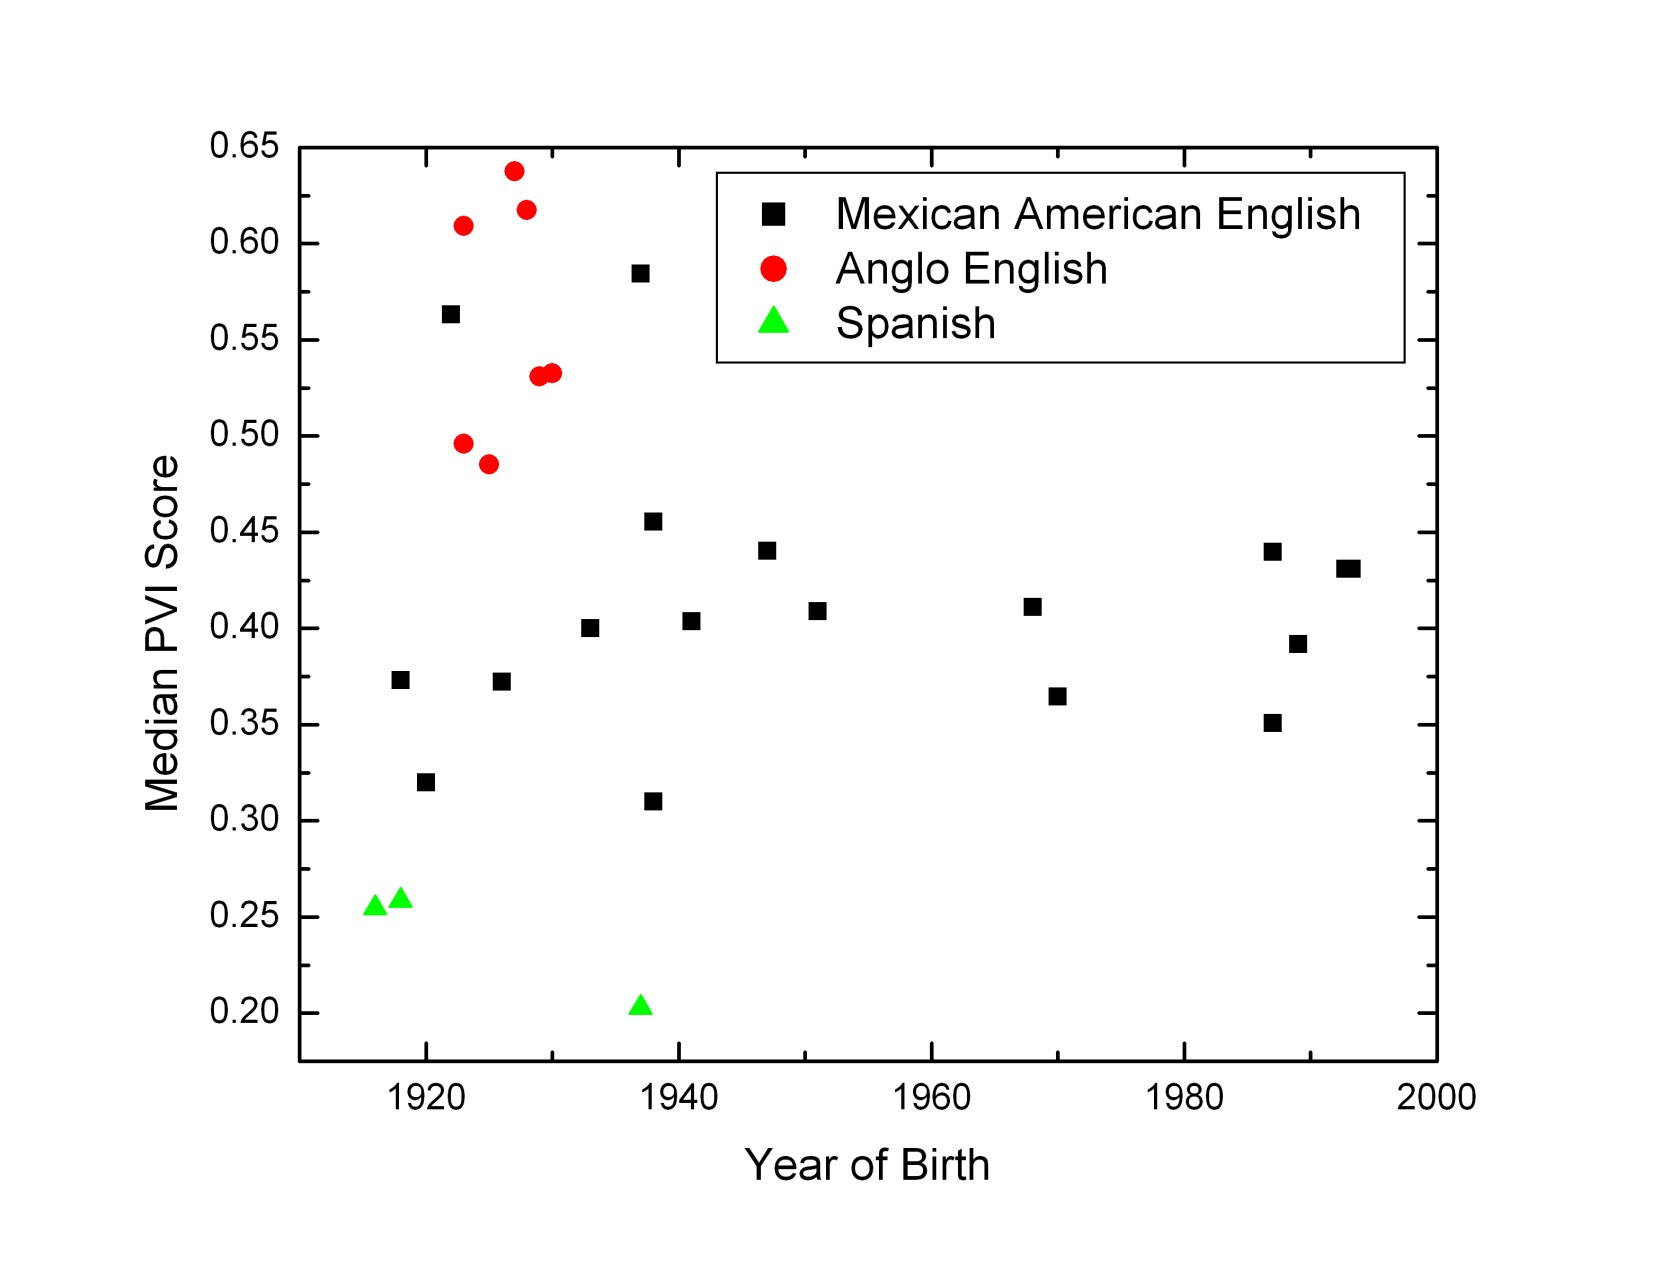 0.65
0.60
0.55
0.50
0.45
0.40
0.35
0.30
0.25
0.20
Median PVI Score
Mexican American English
Anglo English
Spanish
1920 1940 1960 1980 2000
Year of Birth